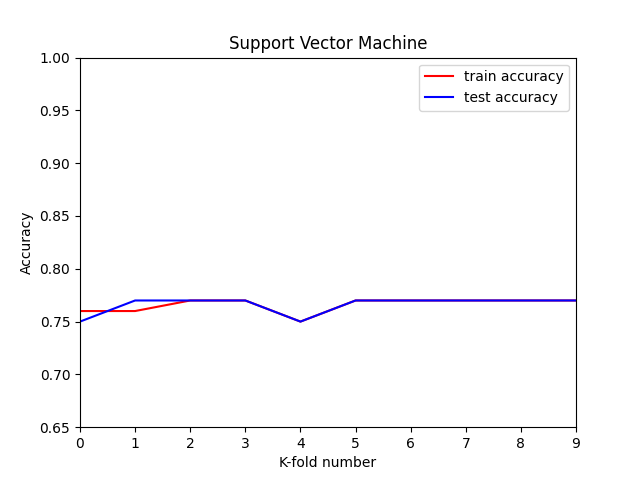 Support Vector Machine
1.00
0.95
0.90
0.85
0.80
0.75
0.70
0.65
Accuracy
train accuracy
test accuracy
0 1 2 3 4 5 6 7 8 9
K-fold number